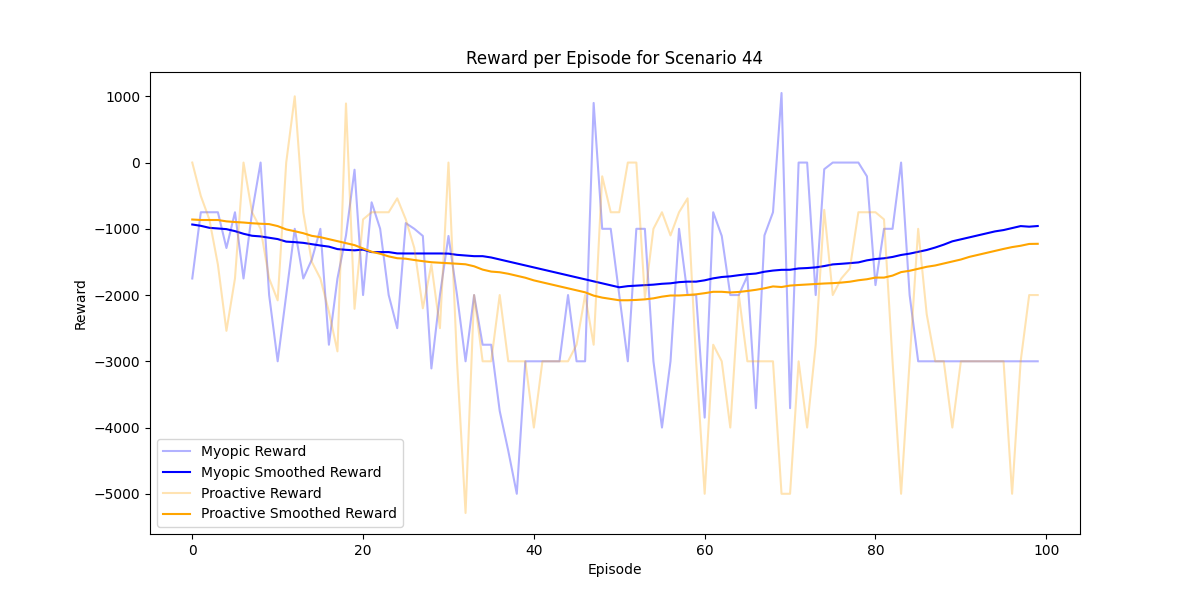 Reward per Episode for Scenario 44
Reward
1000
0
−1000
−2000
−3000
−4000
−5000
Myopic Reward
Myopic Smoothed Reward
Proactive Reward
Proactive Smoothed Reward
0 20 40 60 80 100
Episode